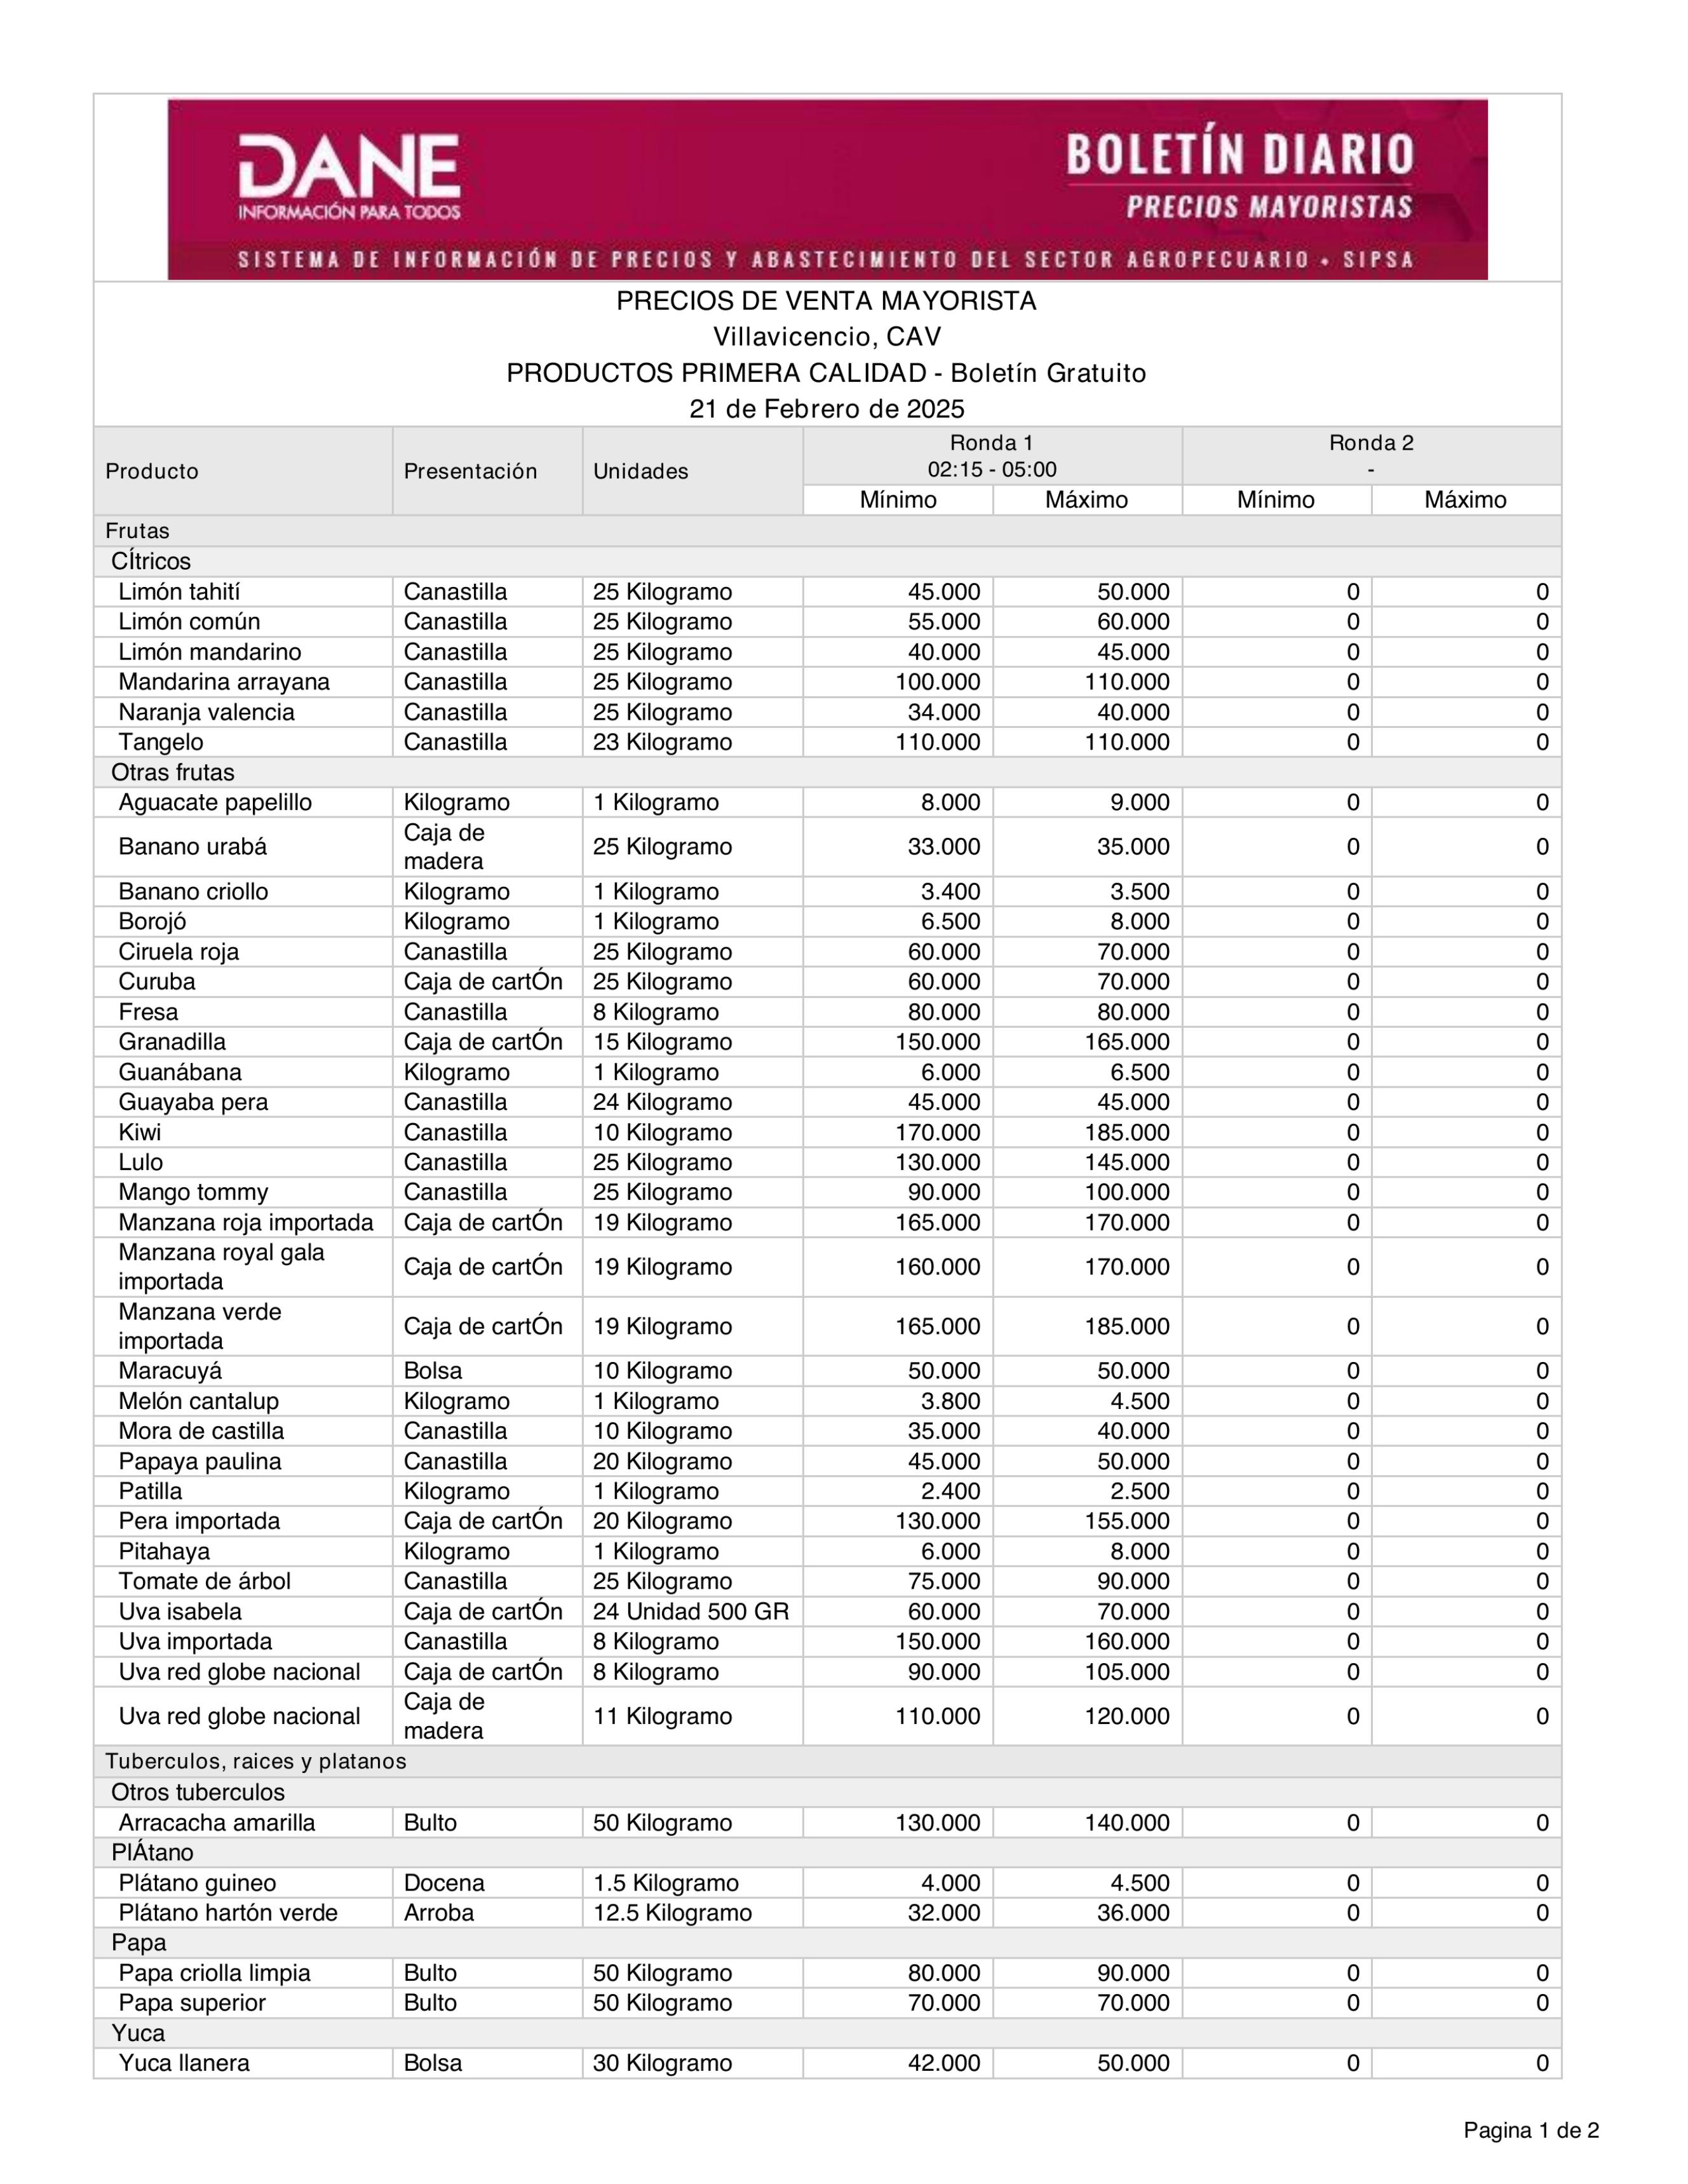 DANE
INFORMACIÓN PARA TODOS
BOLETÍN DIARIO
PRECIOS MAYORISTAS
SISTEMA DE INFORMACIÓN DE PRECIOS Y ABASTECIMIENTO DEL SECTOR AGROPECUARIO • SIPSA
PRECIOS DE VENTA MAYORISTA
Villavicencio, CAV
PRODUCTOS PRIMERA CALIDAD - Boletín Gratuito
21 de Febrero de 2025
Producto Presentación Unidades Ronda 1 Ronda 2
02:15 - 05:00 -
Mínimo Máximo Mínimo Máximo
Frutas
CÍtricos
Limón tahití Canastilla 25 Kilogramo 45.000 50.000 0 0
Limón común Canastilla 25 Kilogramo 55.000 60.000 0 0
Limón mandarino Canastilla 25 Kilogramo 40.000 45.000 0 0
Mandarina arrayana Canastilla 25 Kilogramo 100.000 110.000 0 0
Naranja valencia Canastilla 25 Kilogramo 34.000 40.000 0 0
Tangelo Canastilla 23 Kilogramo 110.000 110.000 0 0
Otras frutas
Aguacate papelillo Kilogramo 1 Kilogramo 8.000 9.000 0 0
Banano urabá Caja de madera 25 Kilogramo 33.000 35.000 0 0
Banano criollo Kilogramo 1 Kilogramo 3.400 3.500 0 0
Borojó Kilogramo 1 Kilogramo 6.500 8.000 0 0
Ciruela roja Canastilla 25 Kilogramo 60.000 70.000 0 0
Curuba Caja de cartÓn 25 Kilogramo 60.000 70.000 0 0
Fresa Canastilla 8 Kilogramo 80.000 80.000 0 0
Granadilla Caja de cartÓn 15 Kilogramo 150.000 165.000 0 0
Guanábana Kilogramo 1 Kilogramo 6.000 6.500 0 0
Guayaba pera Canastilla 24 Kilogramo 45.000 45.000 0 0
Kiwi Canastilla 10 Kilogramo 170.000 185.000 0 0
Lulo Canastilla 25 Kilogramo 130.000 145.000 0 0
Mango tommy Canastilla 25 Kilogramo 90.000 100.000 0 0
Manzana roja importada Caja de cartÓn 19 Kilogramo 165.000 170.000 0 0
Manzana royal gala importada Caja de cartÓn 19 Kilogramo 160.000 170.000 0 0
Manzana verde importada Caja de cartÓn 19 Kilogramo 165.000 185.000 0 0
Maracuyá Bolsa 10 Kilogramo 50.000 50.000 0 0
Melón cantalup Kilogramo 1 Kilogramo 3.800 4.500 0 0
Mora de castilla Canastilla 10 Kilogramo 35.000 40.000 0 0
Papaya paulina Canastilla 20 Kilogramo 45.000 50.000 0 0
Patilla Kilogramo 1 Kilogramo 2.400 2.500 0 0
Pera importada Caja de cartÓn 20 Kilogramo 130.000 155.000 0 0
Pitahaya Kilogramo 1 Kilogramo 6.000 8.000 0 0
Tomate de árbol Canastilla 25 Kilogramo 75.000 90.000 0 0
Uva isabela Caja de cartÓn 24 Unidad 500 GR 60.000 70.000 0 0
Uva importada Canastilla 8 Kilogramo 150.000 160.000 0 0
Uva red globe nacional Caja de cartÓn 8 Kilogramo 90.000 105.000 0 0
Uva red globe nacional Caja de madera 11 Kilogramo 110.000 120.000 0 0
Tuberculos, raices y platanos
Otros tuberculos
Arracacha amarilla Bulto 50 Kilogramo 130.000 140.000 0 0
PlÁtano
Plátano guineo Docena 1.5 Kilogramo 4.000 4.500 0 0
Plátano hartón verde Arroba 12.5 Kilogramo 32.000 36.000 0 0
Papa
Papa criolla limpia Bulto 50 Kilogramo 80.000 90.000 0 0
Papa superior Bulto 50 Kilogramo 70.000 70.000 0 0
Yuca
Yuca llanera Bolsa 30 Kilogramo 42.000 50.000 0 0
Pagina 1 de 2